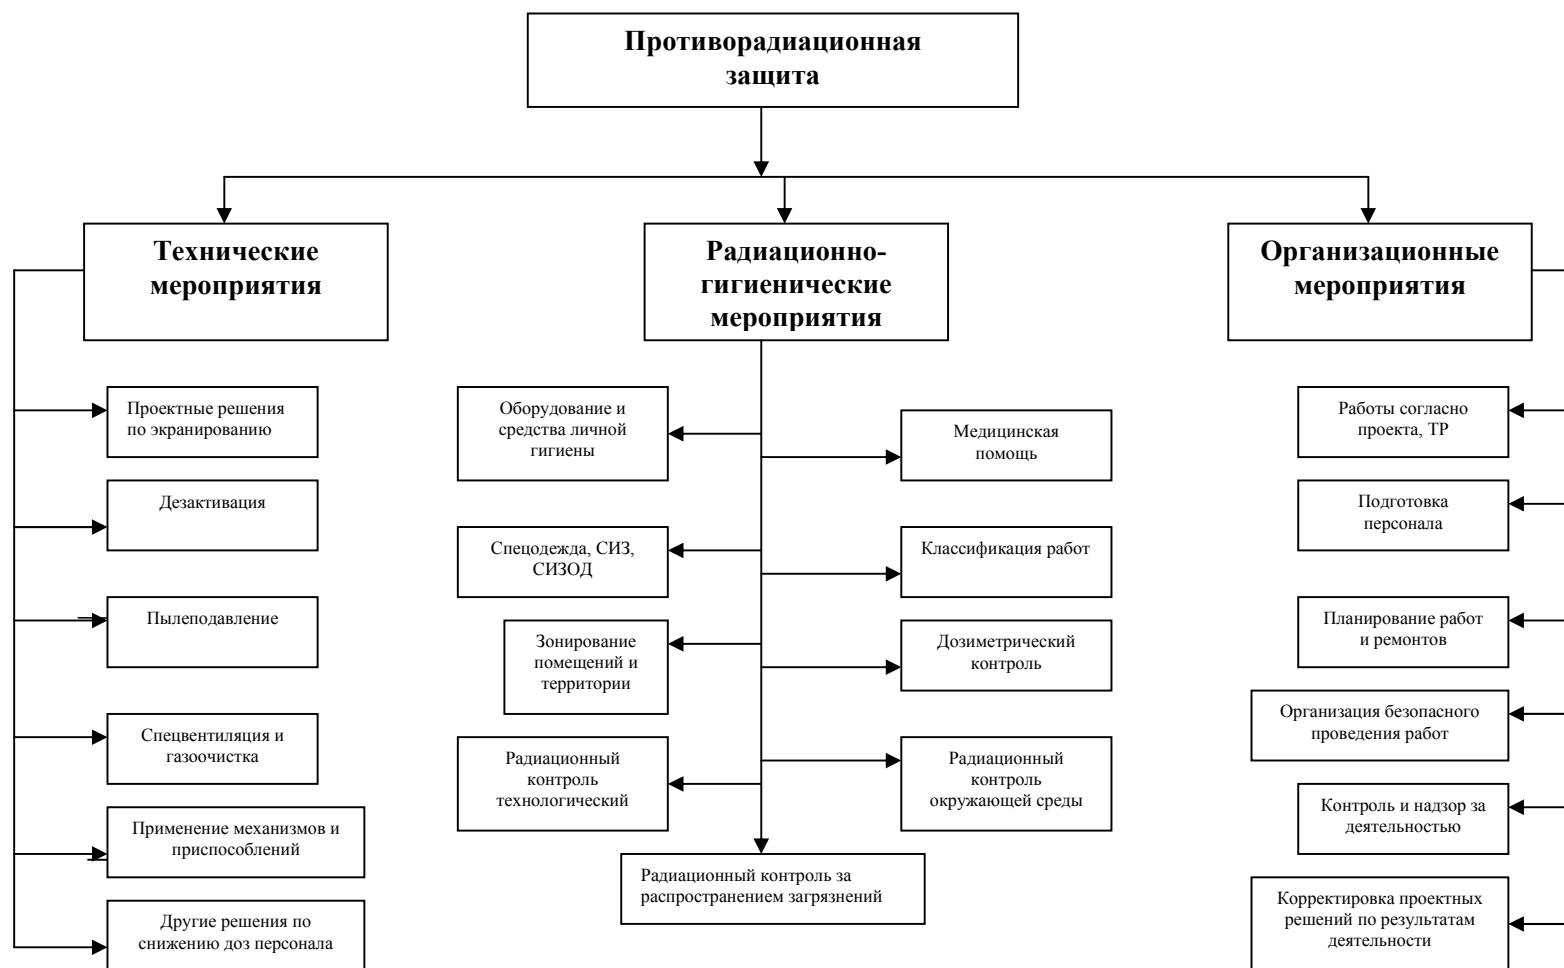 Противорадиационная
защита
Технические
мероприятия
Радиационно-
гигиенические
мероприятия
Организационные
мероприятия
Проектные решения
по экранированию
Дезактивация
Пылеподавление
Спецвентиляция и
газоочистка
Применение механизмов и
приспособлений
Другие решения по
снижению доз персонала
Оборудование и
средства личной
гигиены
Спецодежда, СИЗ,
СИЗОД
Зонирование
помещений и
территории
Радиационный
контроль
технологический
Медицинская
помощь
Классификация работ
Дозиметрический
контроль
Радиационный
контроль
окружающей среды
Радиационный контроль за
распространением загрязнений
Работы согласно
проекта, ТР
Подготовка
персонала
Планирование работ
и ремонтов
Организация безопасного
проведения работ
Контроль и надзор за
деятельностью
Корректировка проектных
решений по результатам
деятельности